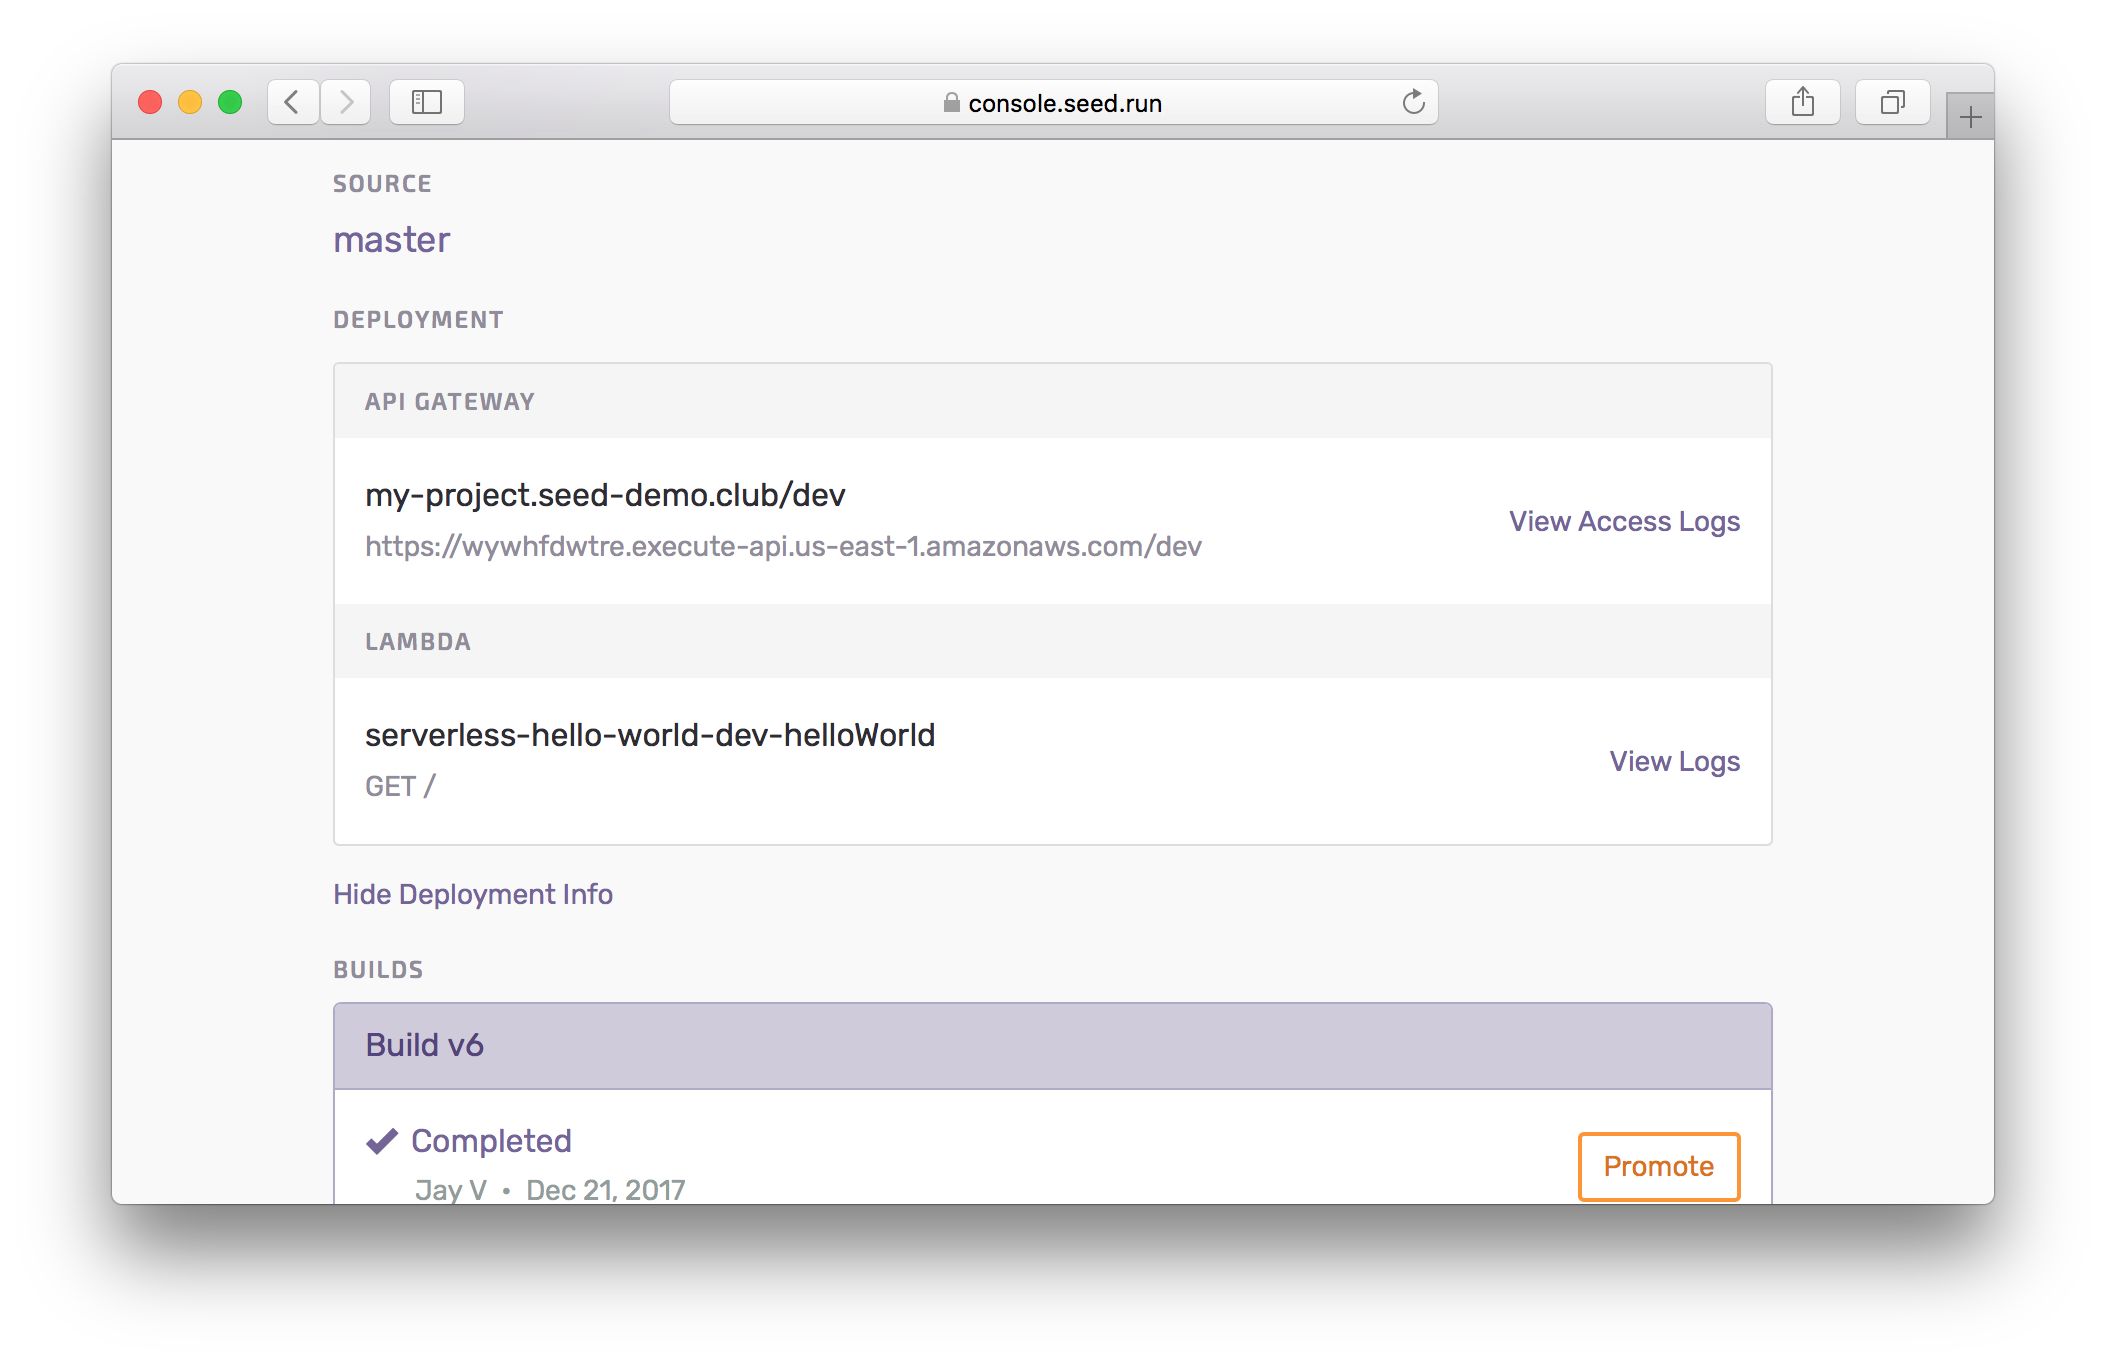 console.seed.run
SOURCE
master
DEPLOYMENT
API GATEWAY
my-project.seed-demo.club/dev
https://wywhfdwtre.execute-api.us-east-1.amazonaws.com/dev
View Access Logs
LAMBDA
serverless-hello-world-dev-helloWorld
GET /
View Logs
Hide Deployment Info
BUILDS
Build v6
Completed
Jay V • Dec 21, 2017
Promote